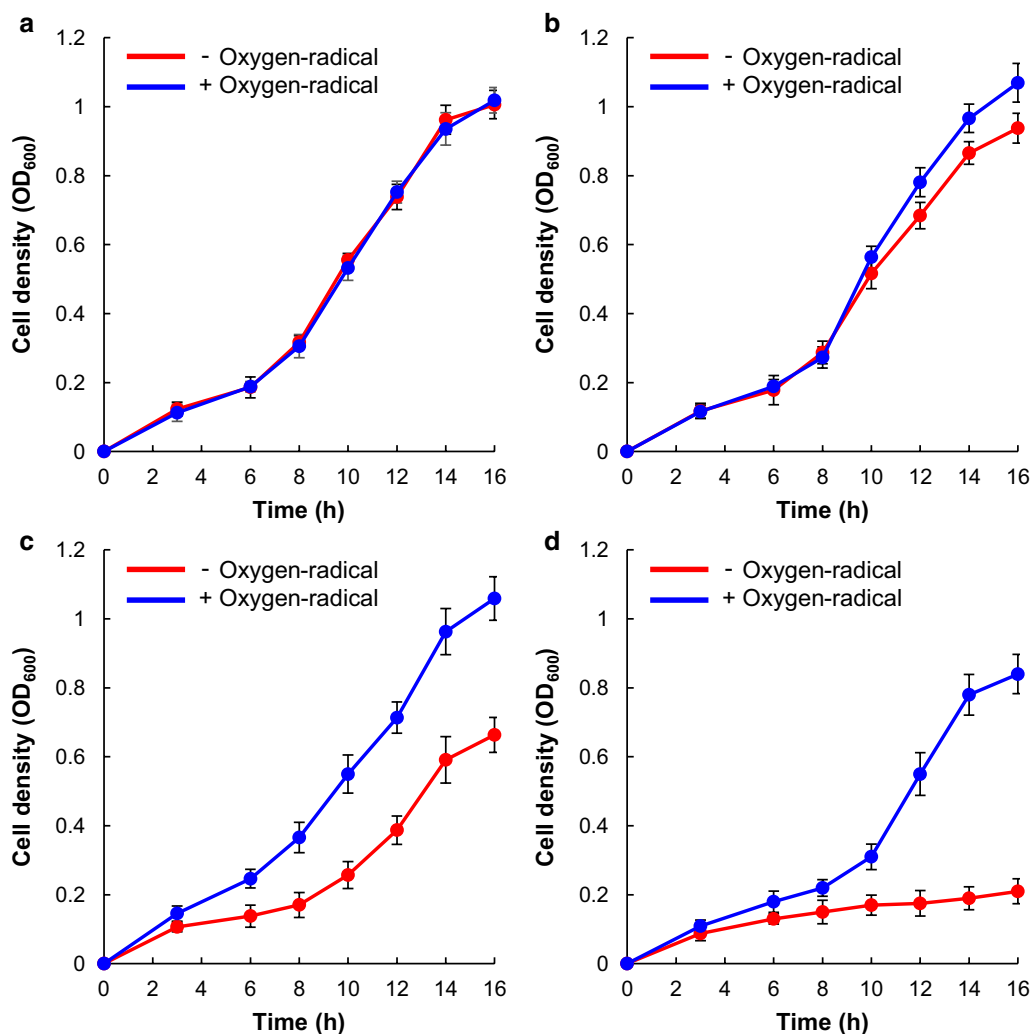 a
1.2
1
0.8
0.6
0.4
0.2
0
- Oxygen-radical
+ Oxygen-radical
Cell density (OD600)
0 2 4 6 8 10 12 14 16
Time (h)
b
1.2
1
0.8
0.6
0.4
0.2
0
- Oxygen-radical
+ Oxygen-radical
Cell density (OD600)
0 2 4 6 8 10 12 14 16
Time (h)
c
1.2
1
0.8
0.6
0.4
0.2
0
- Oxygen-radical
+ Oxygen-radical
Cell density (OD600)
0 2 4 6 8 10 12 14 16
Time (h)
d
1.2
1
0.8
0.6
0.4
0.2
0
- Oxygen-radical
+ Oxygen-radical
Cell density (OD600)
0 2 4 6 8 10 12 14 16
Time (h)